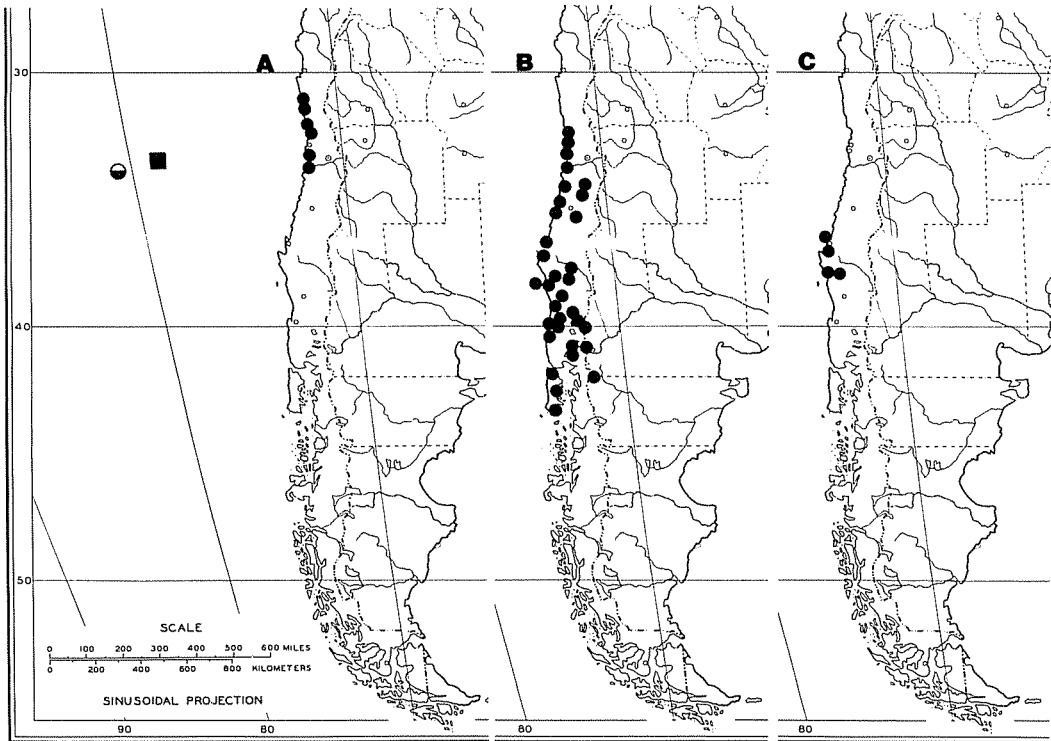 A
B
C
30
40
50
SCALE
0 100 200 300 400 500 600 MILES
0 200 400 600 800 KILOMETERS
SINUSOIDAL PROJECTION
90
80
80
80